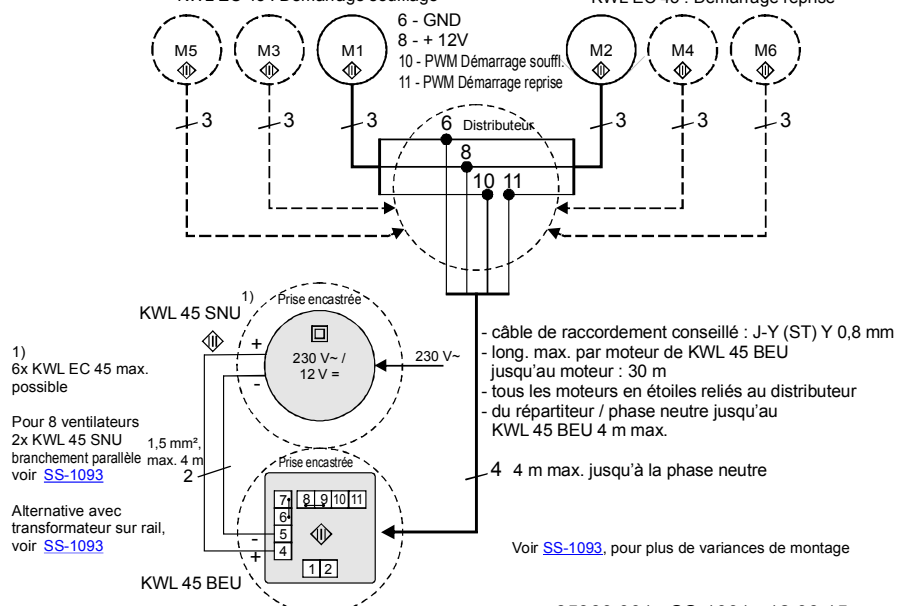 KWL EC 45 : Démarrage reprise
6 - GND
8 - + 12V
10 - PWM Démarrage souffl.
11 - PWM Démarrage reprise
M5
M3
M1
M2
M4
M6
3
3
3
3
3
3
6
Distributeur
8
10
11
KWL 45 SNU
1)
Prise encastrée
+
-
230 V~ /
12 V =
230 V~
1)
6x KWL EC 45 max.
possible
Pour 8 ventilateurs
2x KWL 45 SNU
branchement parallèle
voir SS-1093
Alternative avec
transformateur sur rail,
voir SS-1093
1,5 mm²,
max. 4 m
2
- câble de raccordement conseillé : J-Y (ST) Y 0,8 mm
- long. max. par moteur de KWL 45 BEU
jusqu'au moteur : 30 m
- tous les moteurs en étoiles reliés au distributeur
- du répartiteur / phase neutre jusqu'au
KWL 45 BEU 4 m max.
4
4 m max. jusqu'à la phase neutre
Prise encastrée
7
8
9
10
11
6
5
4
-
+
1
2
KWL 45 BEU
Voir SS-1093, pour plus de variances de montage